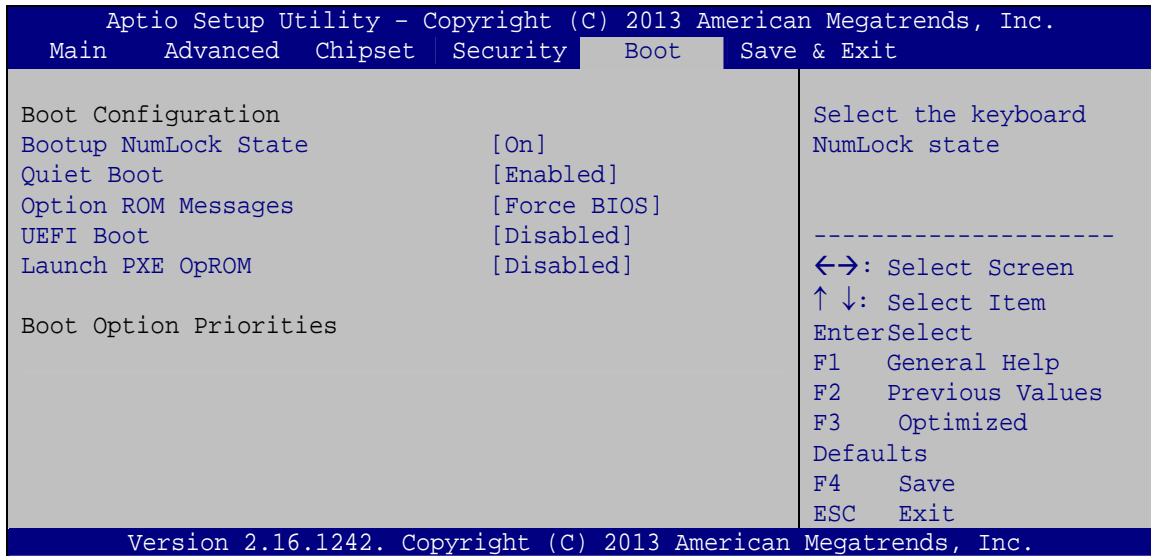 Aptio Setup Utility – Copyright (C) 2013 American Megatrends, Inc.
Main Advanced Chipset Security Boot Save & Exit
Boot Configuration
Bootup NumLock State [On]
Quiet Boot [Enabled]
Option ROM Messages [Force BIOS]
UEFI Boot [Disabled]
Launch PXE OpROM [Disabled]
Boot Option Priorities
Select the keyboard
NumLock state
---------------------
←→: Select Screen
↑ ↓: Select Item
EnterSelect
F1 General Help
F2 Previous Values
F3 Optimized
Defaults
F4 Save
ESC Exit
Version 2.16.1242. Copyright (C) 2013 American Megatrends, Inc.